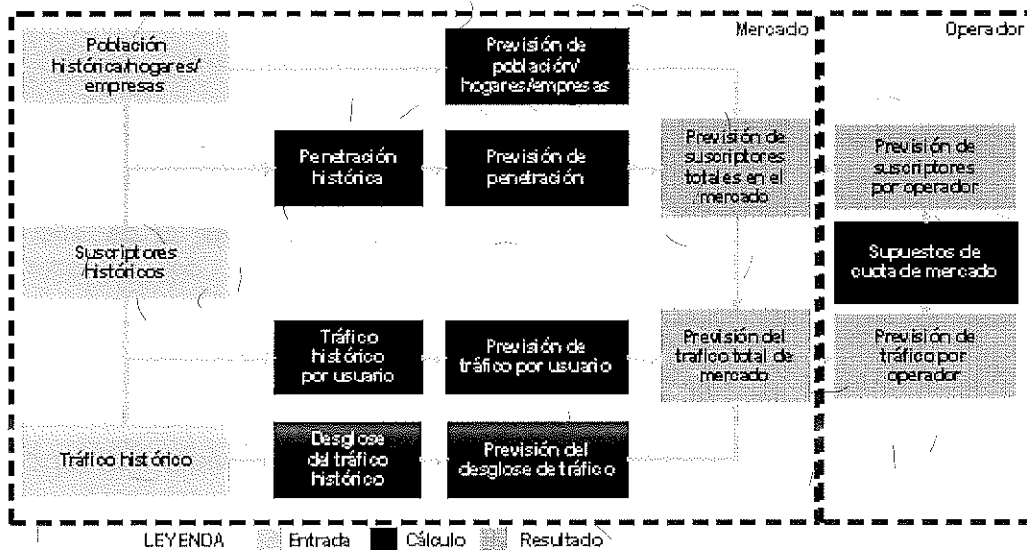 Mercado
Operador
Población
histórica/hogares/
empresas
Previsión de
población/
hogares/empresas
Penetración
histórica
Previsión de
penetración
Previsión de
suscriptores
totales en el
mercado
Previsión de
suscriptores
por operador
Suscriptores
históricos
Supuestos de
cuota de mercado
Tráfico
histórico
por usuario
Previsión de
tráfico por usuario
Previsión del
tráfico total de
mercado
Previsión de
tráfico por
operador
Tráfico histórico
Desglose
del tráfico
histórico
Previsión del
desglose de tráfico
LEYENDA
Entrada
Cálculo
Resultado